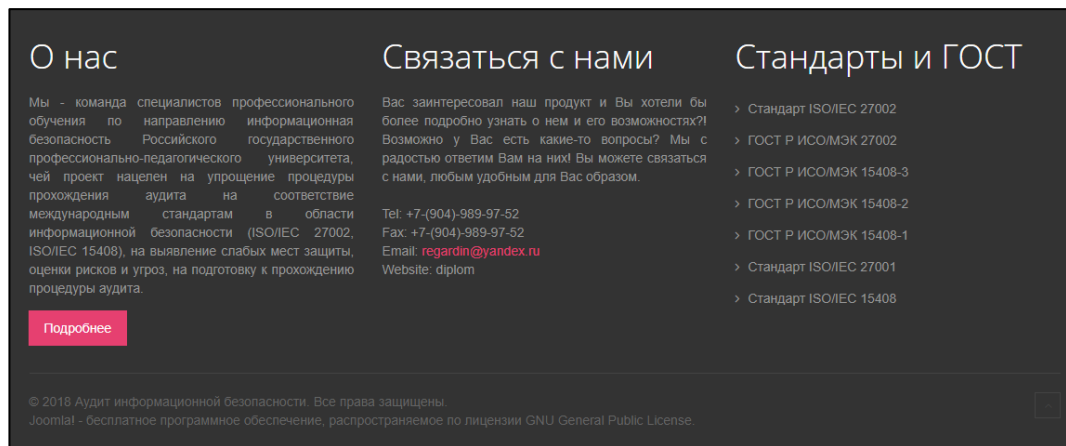 О нас
Мы - команда специалистов профессионального
обучения по направлению информационная
безопасность Российского государственного
профессионально-педагогического университета,
чей проект нацелен на упрощение процедуры
прохождения аудита на соответствие
международным стандартам в области
информационной безопасности (ISO/IEC 27002,
ISO/IEC 15408), на выявление слабых мест защиты,
оценки рисков и угроз, на подготовку к прохождению
процедуры аудита.
Подробнее
Связаться с нами
Вас заинтересовал наш продукт и Вы хотели бы
более подробно узнать о нем и его возможностях?!
Возможно у Вас есть какие-то вопросы? Мы с
радостью ответим Вам на них! Вы можете связаться
с нами, любым удобным для Вас образом.
Tel: +7-(904)-989-97-52
Fax: +7-(904)-989-97-52
Email: regardin@yandex.ru
Website: diplom
Стандарты и ГОСТ
Стандарт ISO/IEC 27002
ГОСТ Р ИСО/МЭК 27002
ГОСТ Р ИСО/МЭК 15408-3
ГОСТ Р ИСО/МЭК 15408-2
ГОСТ Р ИСО/МЭК 15408-1
Стандарт ISO/IEC 27001
Стандарт ISO/IEC 15408
© 2018 Аудит информационной безопасности. Все права защищены.
Joomla! - бесплатное программное обеспечение, распространяемое по лицензии GNU General Public License.